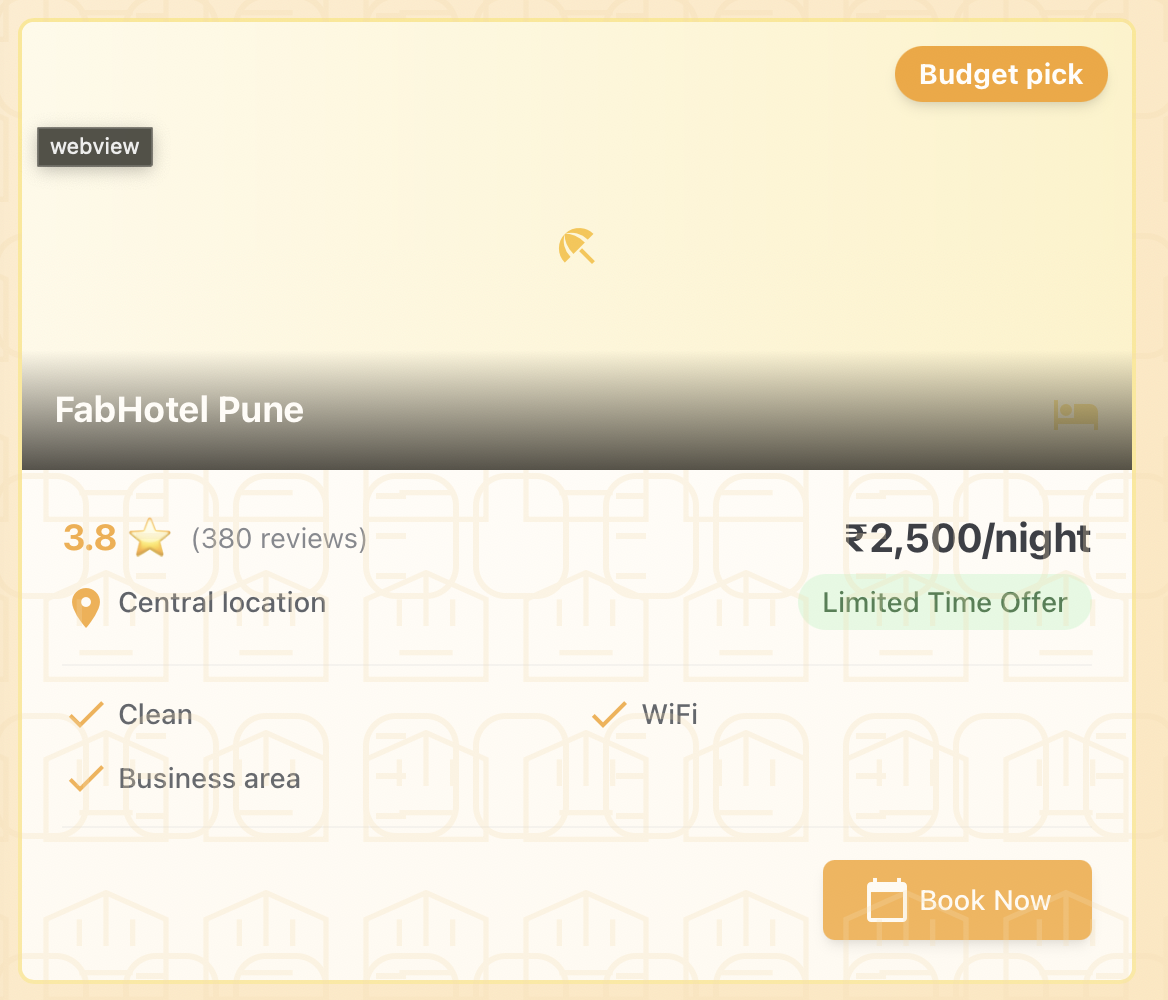 Budget pick
webview
FabHotel Pune
3.8 ⭐ (380 reviews)
₹2,500/night
Central location
Limited Time Offer
Clean
WiFi
Business area
Book Now